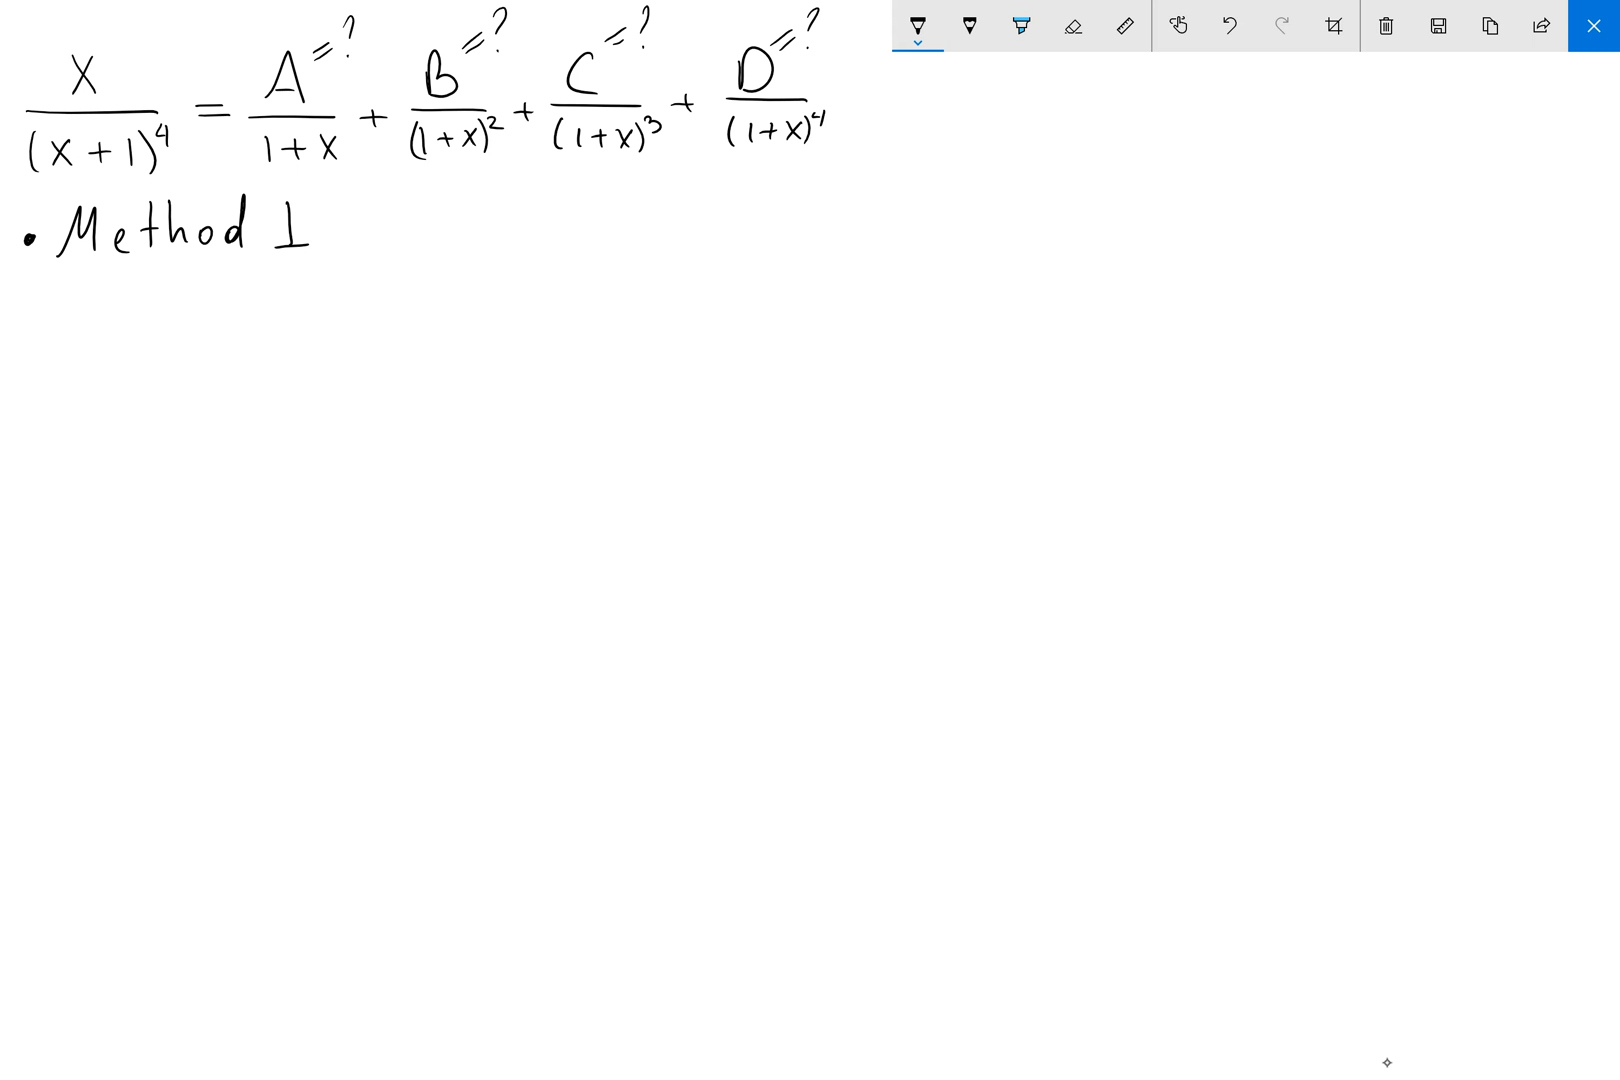 x/(x+1)^4 = A=?/(1+x) + B=?/(1+x)^2 + C=?/(1+x)^3 + D=?/(1+x)^4
• Method 1